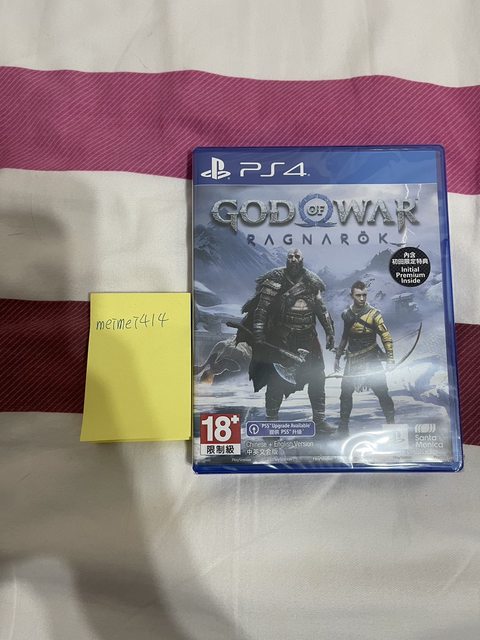 meimei414
PS4
GOD OF WAR
RAGNARÖK
內含
初回限定特典
Initial
Premium
Inside
18+
限制級
PS5 Upgrade Available
提供 PS5 升級
Chinese + English Version
中英文合版
Santa
Monica